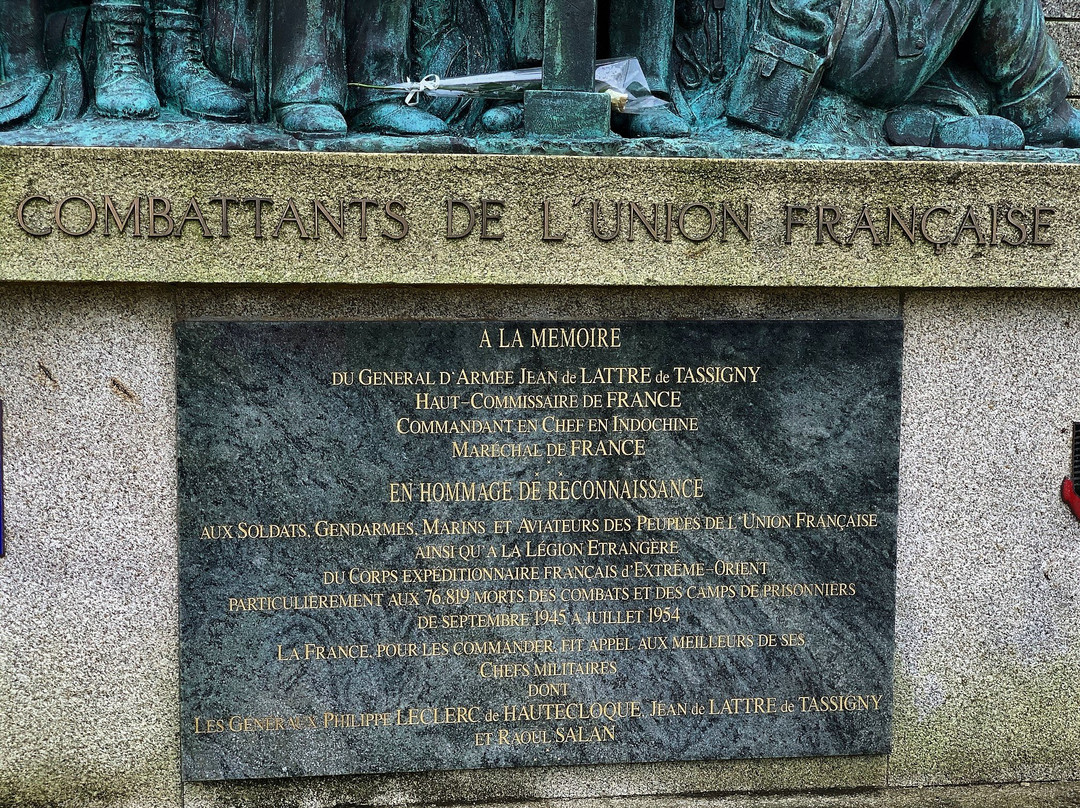 COMBATTANTS DE L'UNION FRANÇAISE
A LA MEMOIRE
DU GENERAL D'ARMEE JEAN de LATTRE de TASSIGNY
HAUT-COMMISSAIRE DE FRANCE
COMMANDANT EN CHEF EN INDOCHINE
MARÉCHAL DE FRANCE
EN HOMMAGE DE RECONNAISSANCE
AUX SOLDATS, GENDARMES, MARINS ET AVIATEURS DES PEUPLES DE L'UNION FRANÇAISE
AINSI QU'A LA LÉGION ETRANGÈRE
DU CORPS EXPÉDITIONNAIRE FRANÇAIS d'EXTRÊME-ORIENT
PARTICULIEREMENT AUX 76.819 MORTS DES COMBATS ET DES CAMPS DE PRISONNIERS
DE SEPTEMBRE 1945 A JUILLET 1954
LA FRANCE, POUR LES COMMANDER, FIT APPEL AUX MEILLEURS DE SES
CHEFS MILITAIRES
DONT
LES GENERAUX PHILIPPE LECLERC de HAUTECLOQUE, JEAN de LATTRE de TASSIGNY
ET RAOUL SALAN